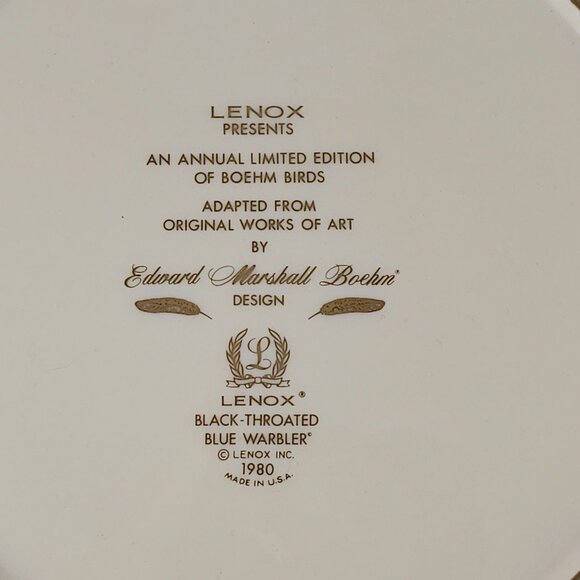 LENOX
PRESENTS
AN ANNUAL LIMITED EDITION
OF BOEHM BIRDS
ADAPTED FROM
ORIGINAL WORKS OF ART
BY
Edward Marshall Boehm®
DESIGN
L
LENOX®
BLACK-THROATED
BLUE WARBLER©
© LENOX INC.
1980
MADE IN U.S.A.